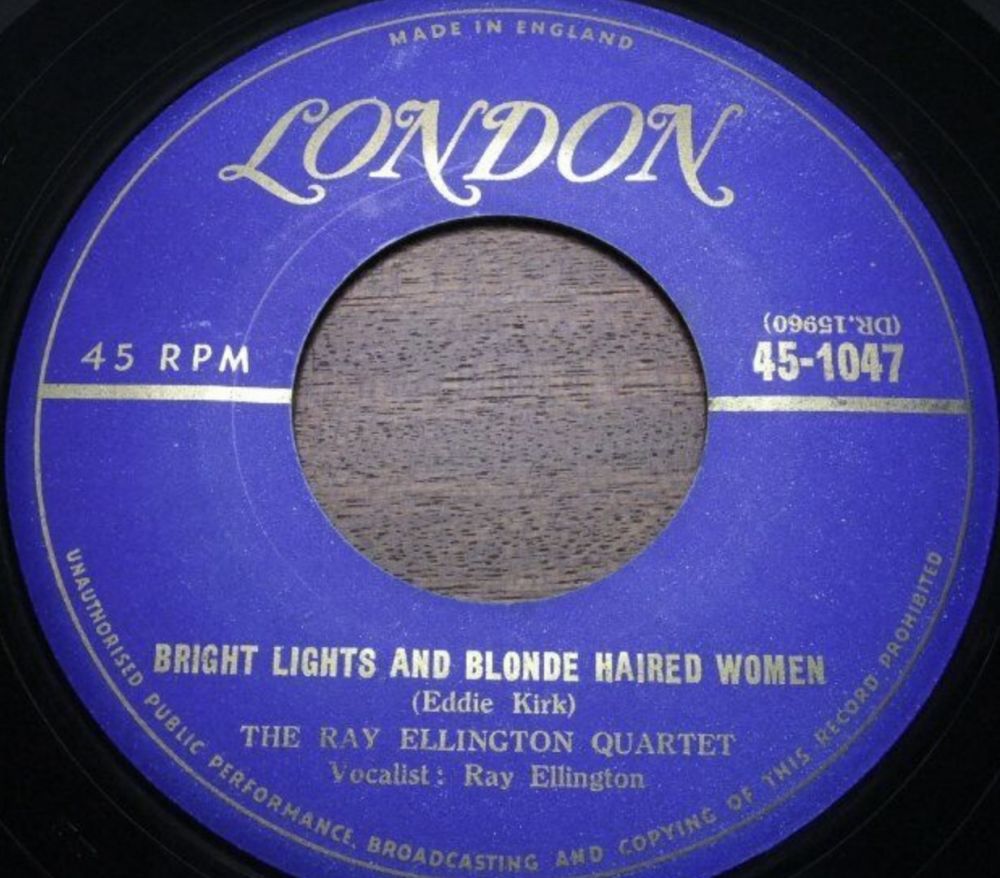 MADE IN ENGLAND
LONDON
45 RPM
(DR.15960)
45-1047
BRIGHT LIGHTS AND BLONDE HAIRED WOMEN
(Eddie Kirk)
THE RAY ELLINGTON QUARTET
Vocalist: Ray Ellington
UNAUTHORISED PUBLIC PERFORMANCE, BROADCASTING AND COPYING OF THIS RECORD PROHIBITED